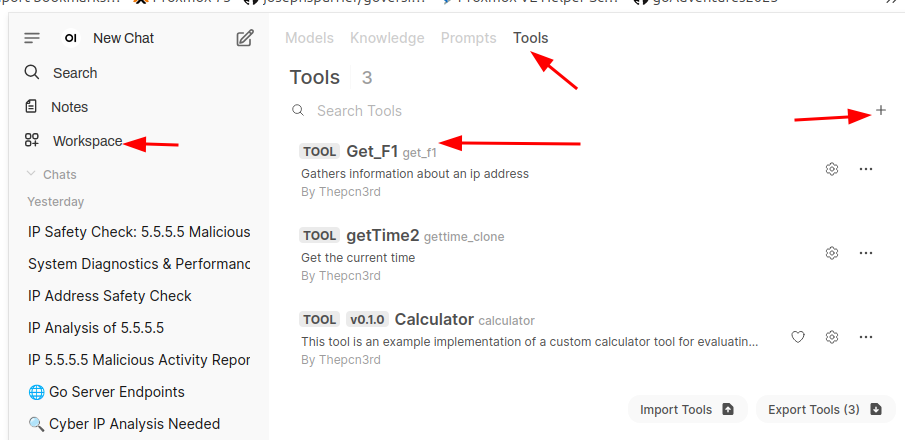 OI New Chat
Search
Notes
Workspace
Chats
Yesterday
IP Safety Check: 5.5.5.5 Malicious
System Diagnostics & Performanc
IP Address Safety Check
IP Analysis of 5.5.5.5
IP 5.5.5.5 Malicious Activity Repor
Go Server Endpoints
Cyber IP Analysis Needed
Models Knowledge Prompts Tools
Tools 3
Search Tools
TOOL Get_F1 get_f1
Gathers information about an ip address
By Thepcn3rd
TOOL getTime2 gettime_clone
Get the current time
By Thepcn3rd
TOOL v0.1.0 Calculator calculator
This tool is an example implementation of a custom calculator tool for evaluatin...
By Thepcn3rd
Import Tools Export Tools (3)